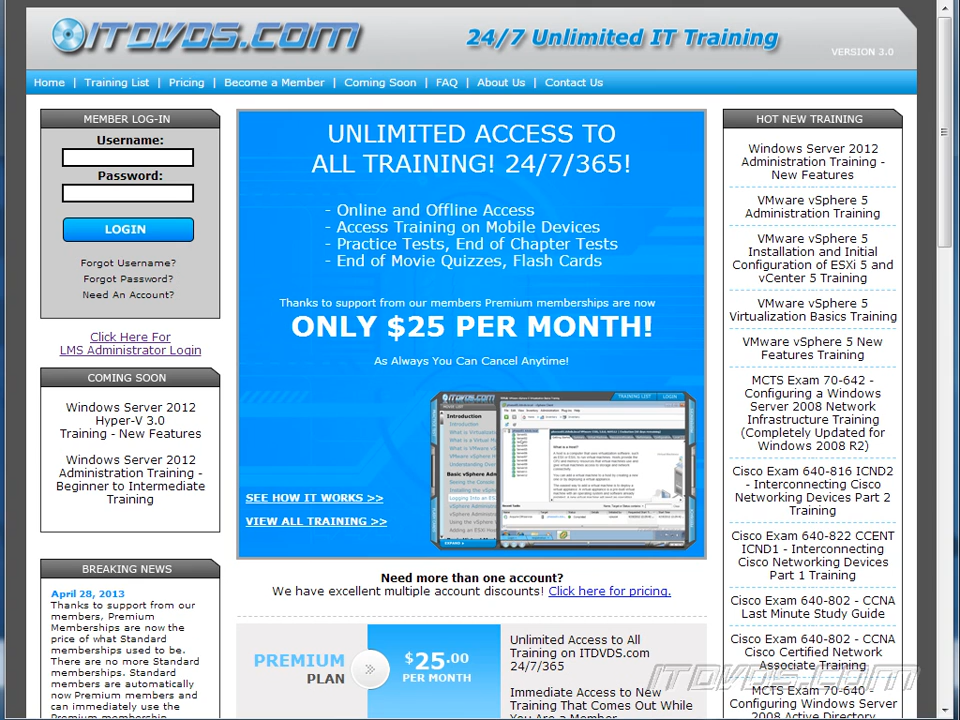 ITDVDS.COM
24/7 Unlimited IT Training
VERSION 3.0
Home | Training List | Pricing | Become a Member | Coming Soon | FAQ | About Us | Contact Us
MEMBER LOG-IN
Username:
Password:
LOGIN
Forgot Username?
Forgot Password?
Need An Account?
Click Here For
LMS Administrator Login
COMING SOON
Windows Server 2012
Hyper-V 3.0
Training - New Features
Windows Server 2012
Administration Training -
Beginner to Intermediate
Training
BREAKING NEWS
April 28, 2013
Thanks to support from our
members, Premium
Memberships are now the
price of what Standard
memberships used to be.
There are no more Standard
memberships. Standard
members are automatically
now Premium members and
can immediately use the
Premium membership
UNLIMITED ACCESS TO
ALL TRAINING! 24/7/365!
- Online and Offline Access
- Access Training on Mobile Devices
- Practice Tests, End of Chapter Tests
- End of Movie Quizzes, Flash Cards
Thanks to support from our members Premium memberships are now
ONLY $25 PER MONTH!
As Always You Can Cancel Anytime!
SEE HOW IT WORKS >>
VIEW ALL TRAINING >>
ITDVDS.COM
TRAINING LIST
LOGIN
Introduction
Need more than one account?
We have excellent multiple account discounts! Click here for pricing.
PREMIUM
PLAN
$25.00
PER MONTH
Unlimited Access to All
Training on ITDVDS.com
24/7/365
Immediate Access to New
Training That Comes Out While
You Are a Member
HOT NEW TRAINING
Windows Server 2012
Administration Training -
New Features
VMware vSphere 5
Administration Training
VMware vSphere 5
Installation and Initial
Configuration of ESXi 5 and
vCenter 5 Training
VMware vSphere 5
Virtualization Basics Training
VMware vSphere 5 New
Features Training
MCTS Exam 70-642 -
Configuring a Windows
Server 2008 Network
Infrastructure Training
(Completely Updated for
Windows 2008 R2)
Cisco Exam 640-816 ICND2
- Interconnecting Cisco
Networking Devices Part 2
Training
Cisco Exam 640-822 CCENT
ICND1 - Interconnecting
Cisco Networking Devices
Part 1 Training
Cisco Exam 640-802 - CCNA
Last Minute Study Guide
Cisco Exam 640-802 - CCNA
Cisco Certified Network
Associate Training
MCTS Exam 70-640 -
Configuring Windows Server
2008 Active Directory
ITDVDS.COM